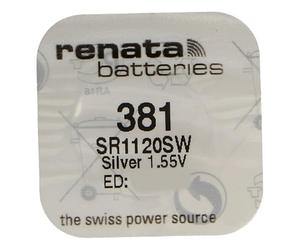 renata
batteries
381
SR1120SW
Silver 1.55V
ED:
the swiss power source